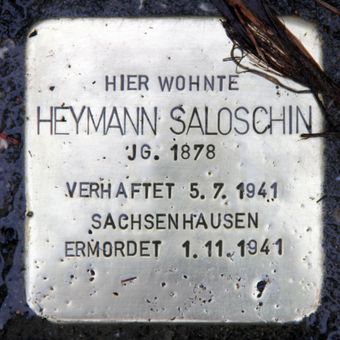 HIER WOHNTE
HEYMANN SALOSCHIN
JG. 1878
VERHAFTET 5.7.1941
SACHSENHAUSEN
ERMORDET 1.11.1941